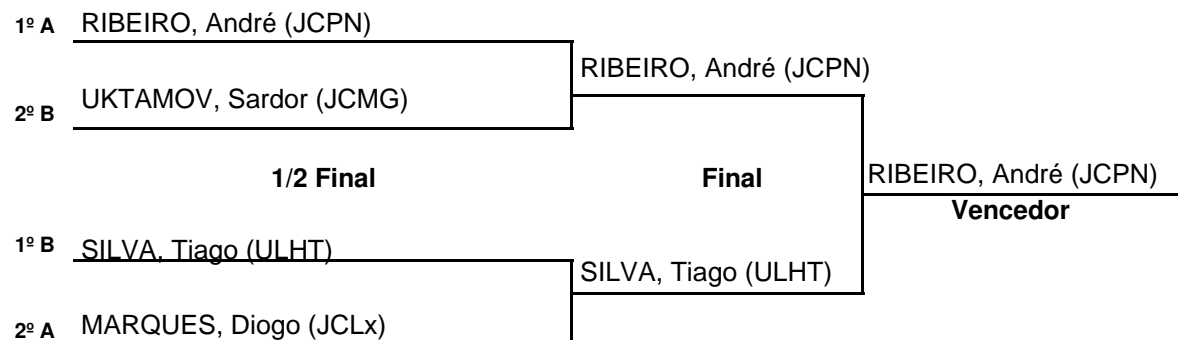 1º A RIBEIRO, André (JCPN)
RIBEIRO, André (JCPN)
2º B UKTAMOV, Sardor (JCMG)
1/2 Final Final RIBEIRO, André (JCPN)
Vencedor
1º B SILVA, Tiago (ULHT)
SILVA, Tiago (ULHT)
2º A MARQUES, Diogo (JCLx)